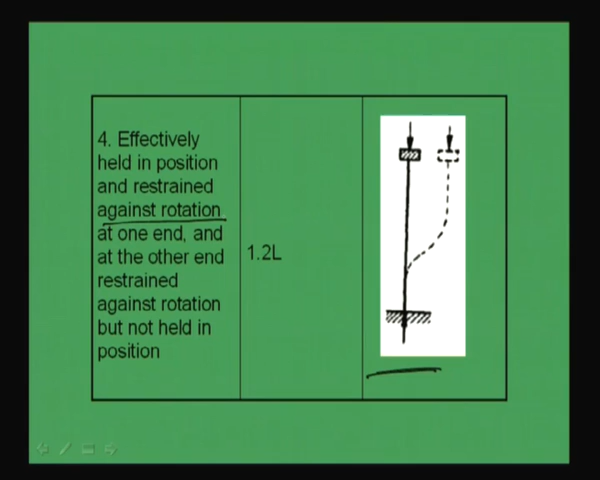 4. Effectively
held in position
and restrained
against rotation
at one end, and
at the other end
restrained
against rotation
but not held in
position
1.2L